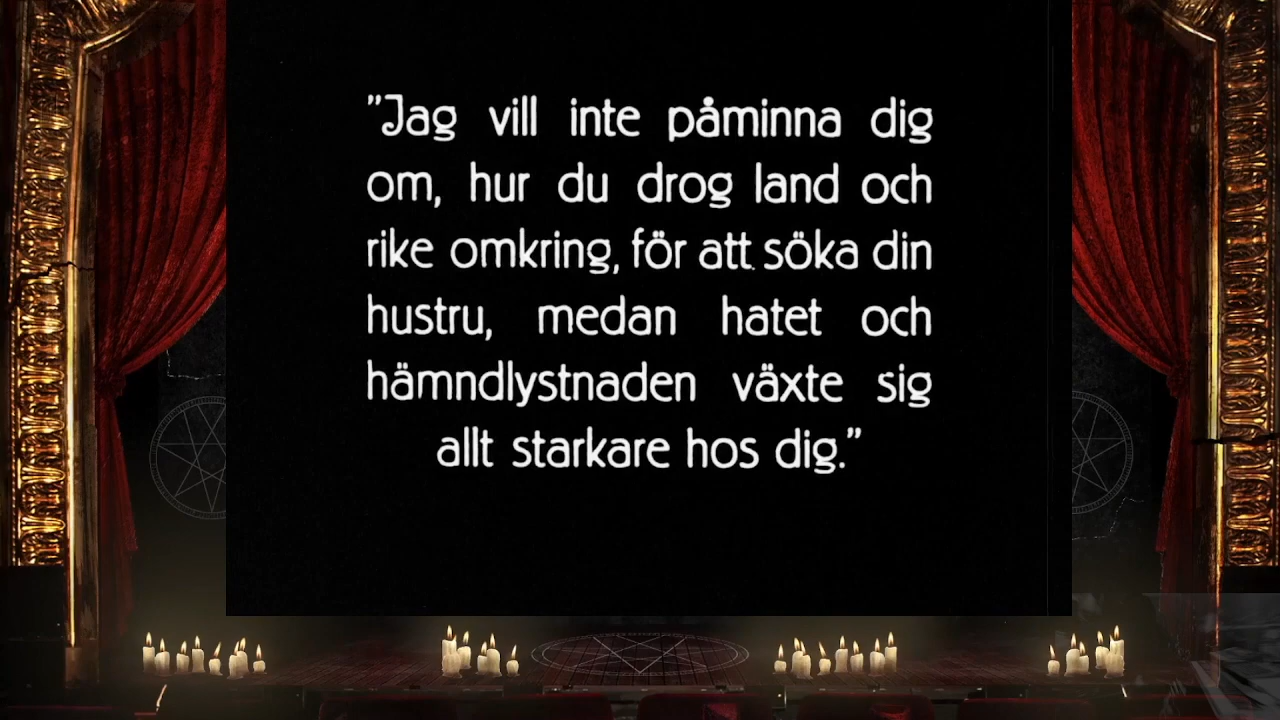 ”Jag vill inte påminna dig
om, hur du drog land och
rike omkring, för att söka din
hustru, medan hatet och
hämndlystnaden växte sig
allt starkare hos dig.”